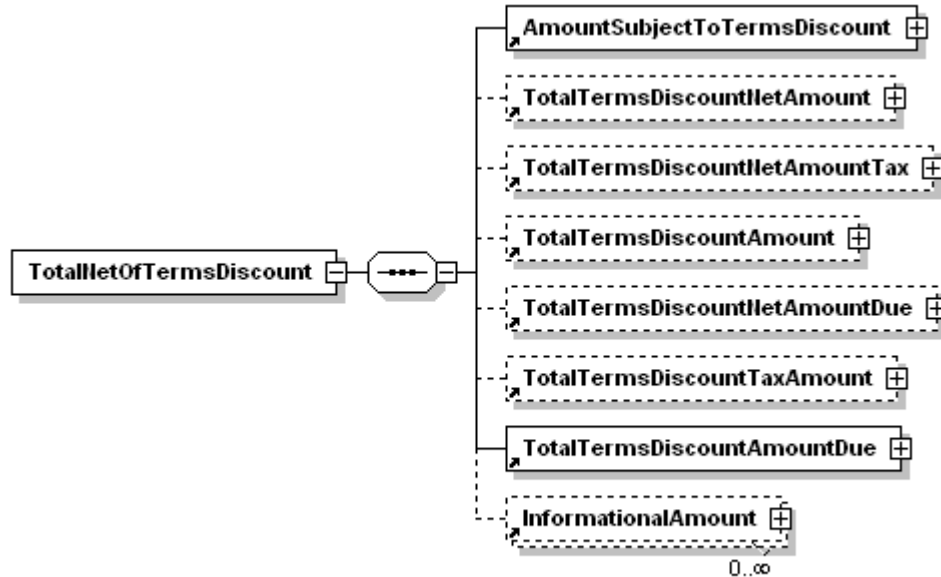 AmountSubjectToTermsDiscount
TotalTermsDiscountNetAmount
TotalTermsDiscountNetAmountTax
TotalTermsDiscountAmount
TotalNetOfTermsDiscount
TotalTermsDiscountNetAmountDue
TotalTermsDiscountTaxAmount
TotalTermsDiscountAmountDue
InformationalAmount
0..∞